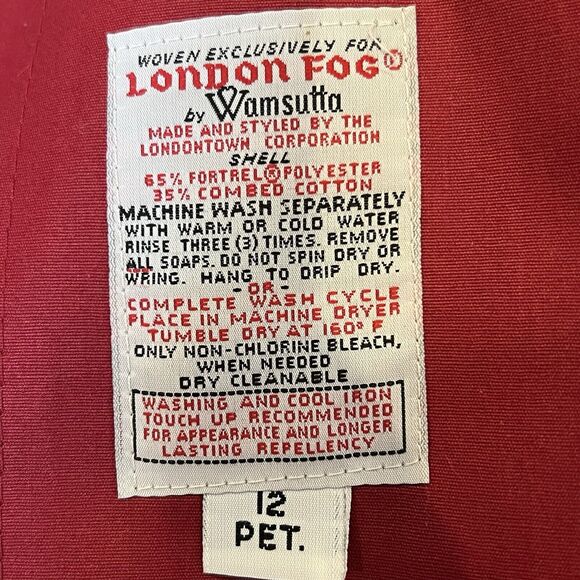 WOVEN EXCLUSIVELY FOR
LONDON FOG®
by Wamsutta
MADE AND STYLED BY THE
LONDONTOWN CORPORATION
SHELL
65% FORTREL® POLYESTER
35% COMBED COTTON
MACHINE WASH SEPARATELY
WITH WARM OR COLD WATER
RINSE THREE (3) TIMES. REMOVE
ALL SOAPS. DO NOT SPIN DRY OR
WRING. HANG TO DRIP DRY.
- OR -
COMPLETE WASH CYCLE
PLACE IN MACHINE DRYER
TUMBLE DRY AT 160° F
ONLY NON-CHLORINE BLEACH,
WHEN NEEDED
DRY CLEANABLE
WASHING AND COOL IRON
TOUCH UP RECOMMENDED
FOR APPEARANCE AND LONGER
LASTING REPELLENCY
12
PET.